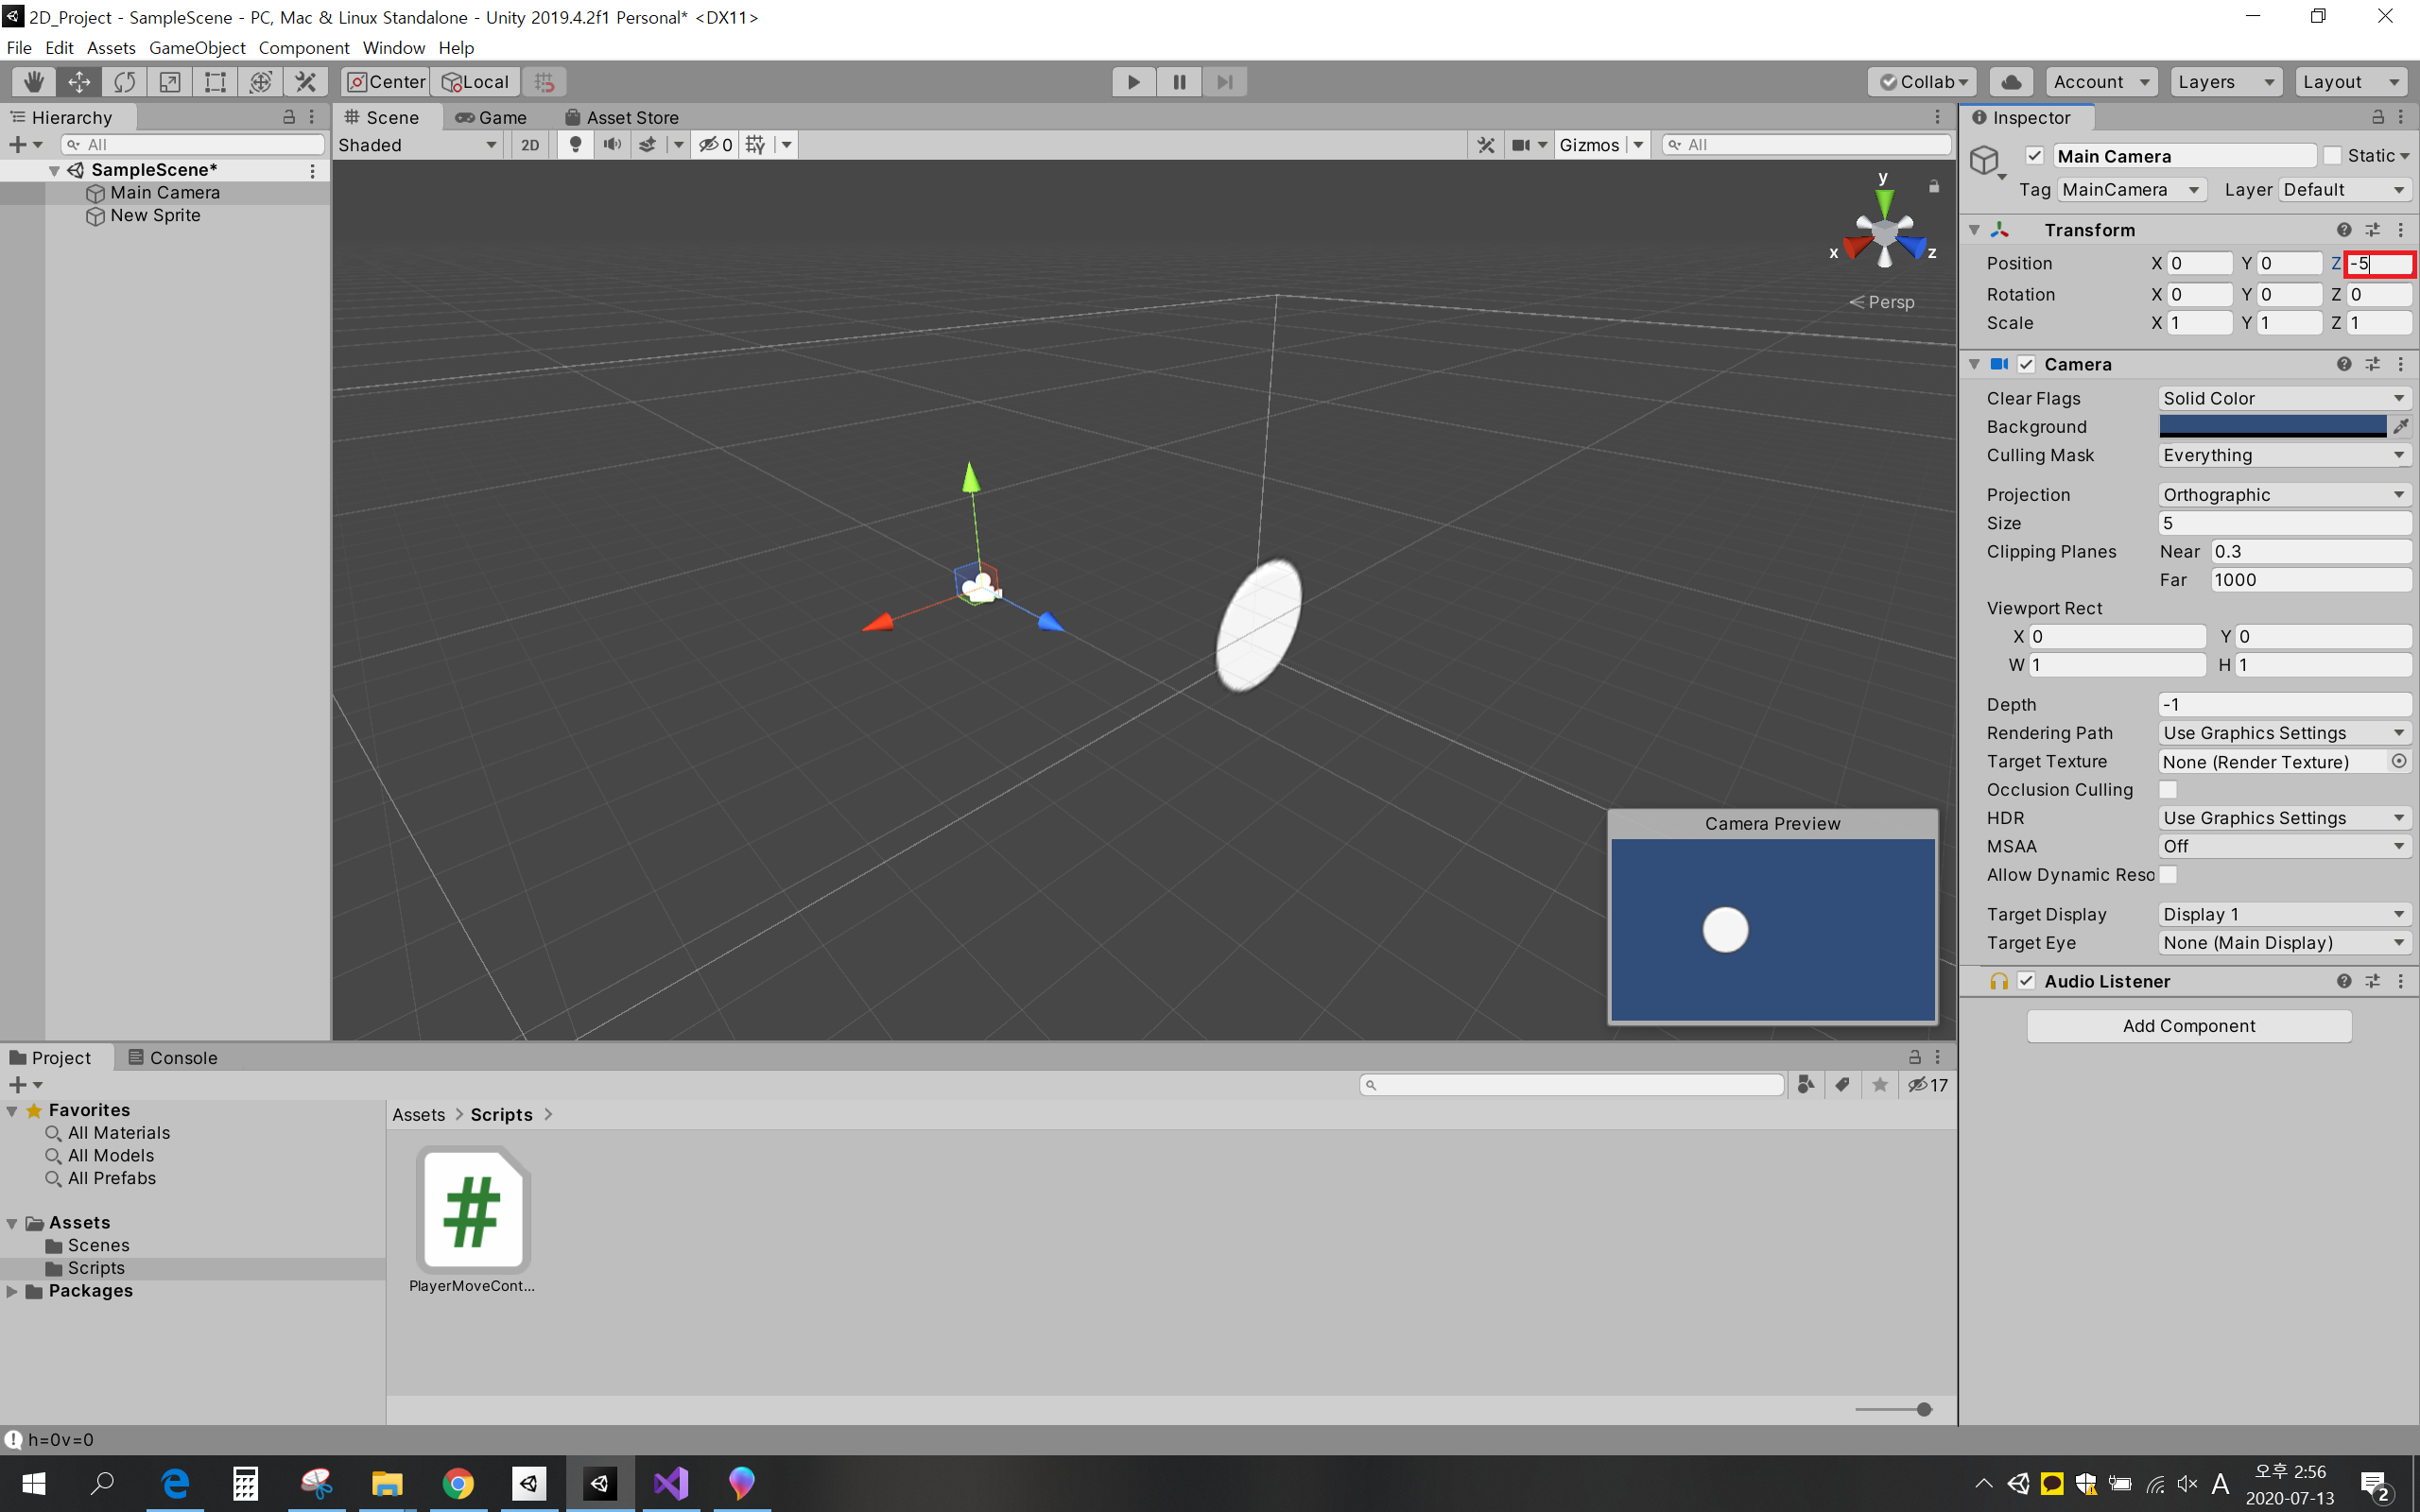 2D_Project - SampleScene - PC, Mac & Linux Standalone - Unity 2019.4.2f1 Personal* <DX11>
File Edit Assets GameObject Component Window Help
Center Local Collab Account Layers Layout
Hierarchy
All
SampleScene*
Main Camera
New Sprite
Scene Game Asset Store
Shaded 2D 0 Gizmos All
y
x z
Persp
Camera Preview
Inspector
Main Camera Static
Tag MainCamera Layer Default
Transform
Position X 0 Y 0 Z -5
Rotation X 0 Y 0 Z 0
Scale X 1 Y 1 Z 1
Camera
Clear Flags Solid Color
Background
Culling Mask Everything
Projection Orthographic
Size 5
Clipping Planes Near 0.3
Far 1000
Viewport Rect
X 0 Y 0
W 1 H 1
Depth -1
Rendering Path Use Graphics Settings
Target Texture None (Render Texture)
Occlusion Culling
HDR Use Graphics Settings
MSAA Off
Allow Dynamic Reso
Target Display Display 1
Target Eye None (Main Display)
Audio Listener
Add Component
Project Console
17
Favorites
All Materials
All Models
All Prefabs
Assets
Scenes
Scripts
Packages
Assets > Scripts >
#
PlayerMoveCont...
h=0v=0
A 오후 2:56
2020-07-13
2